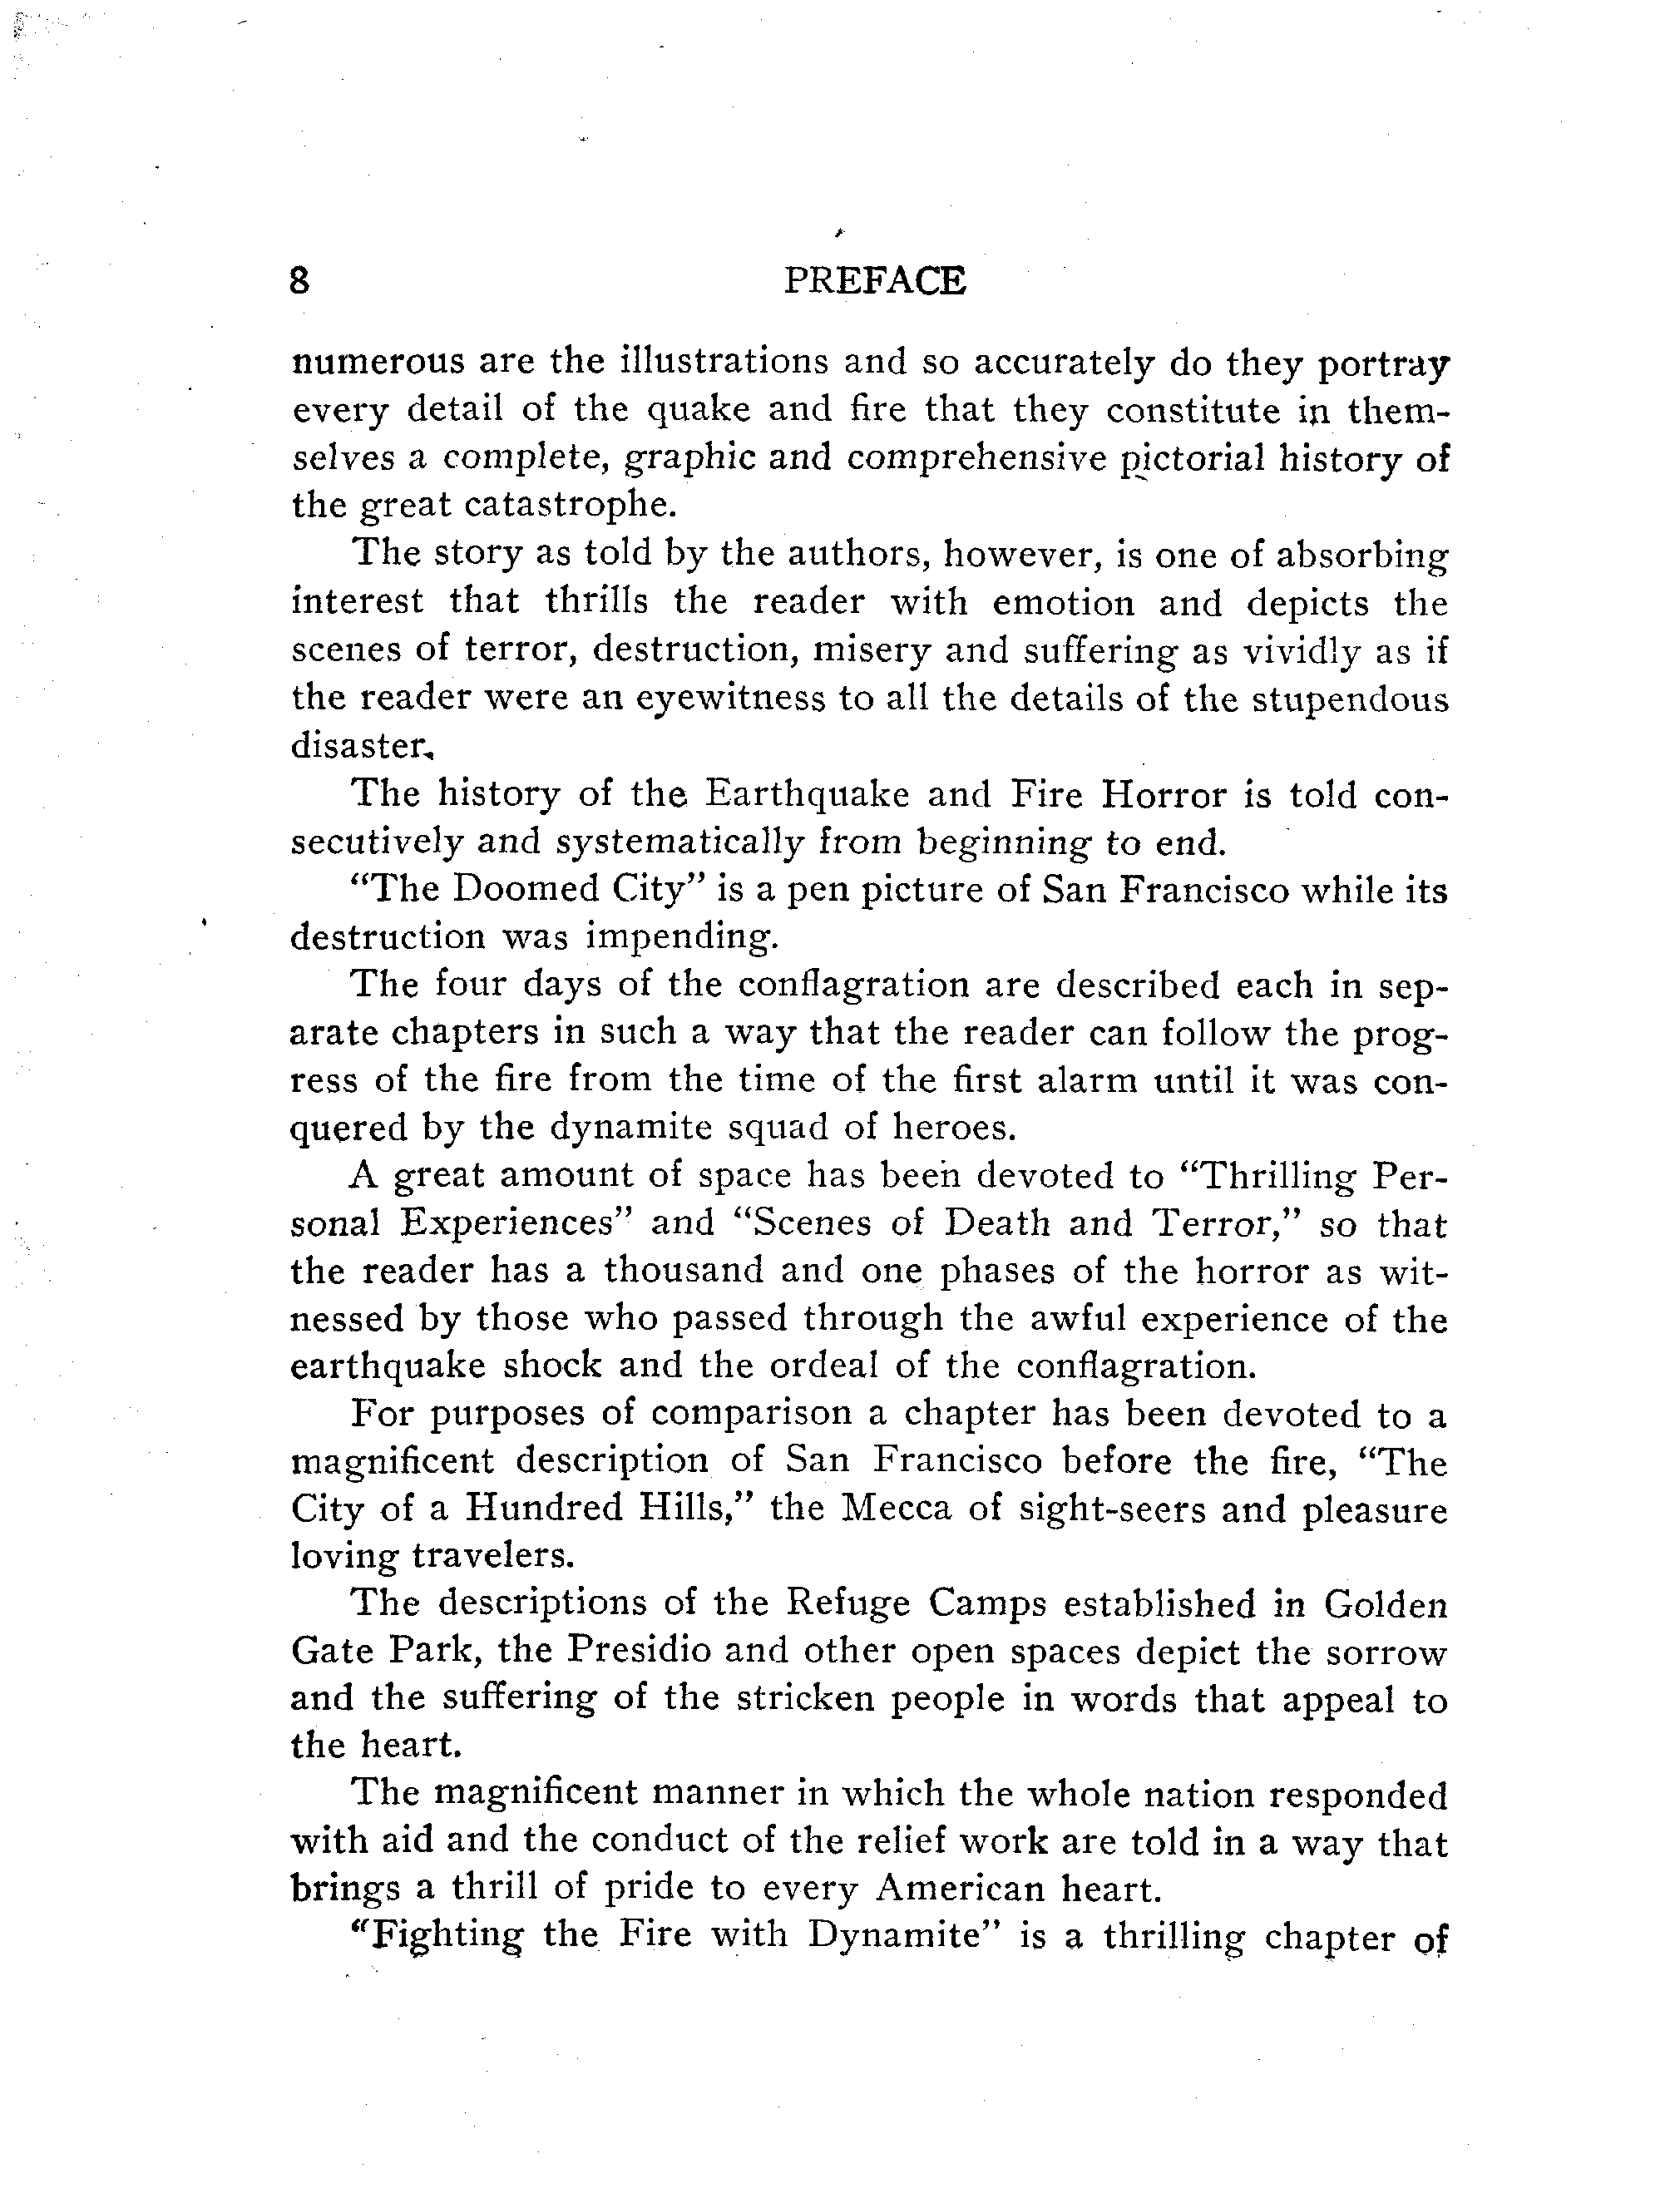 8 PREFACE
numerous are the illustrations and so accurately do they portray
every detail of the quake and fire that they constitute in them-
selves a complete, graphic and comprehensive pictorial history of
the great catastrophe.
The story as told by the authors, however, is one of absorbing
interest that thrills the reader with emotion and depicts the
scenes of terror, destruction, misery and suffering as vividly as if
the reader were an eyewitness to all the details of the stupendous
disaster.
The history of the Earthquake and Fire Horror is told con-
secutively and systematically from beginning to end.
“The Doomed City” is a pen picture of San Francisco while its
destruction was impending.
The four days of the conflagration are described each in sep-
arate chapters in such a way that the reader can follow the prog-
ress of the fire from the time of the first alarm until it was con-
quered by the dynamite squad of heroes.
A great amount of space has been devoted to “Thrilling Per-
sonal Experiences” and “Scenes of Death and Terror,” so that
the reader has a thousand and one phases of the horror as wit-
nessed by those who passed through the awful experience of the
earthquake shock and the ordeal of the conflagration.
For purposes of comparison a chapter has been devoted to a
magnificent description of San Francisco before the fire, “The
City of a Hundred Hills,” the Mecca of sight-seers and pleasure
loving travelers.
The descriptions of the Refuge Camps established in Golden
Gate Park, the Presidio and other open spaces depict the sorrow
and the suffering of the stricken people in words that appeal to
the heart.
The magnificent manner in which the whole nation responded
with aid and the conduct of the relief work are told in a way that
brings a thrill of pride to every American heart.
“Fighting the Fire with Dynamite” is a thrilling chapter of